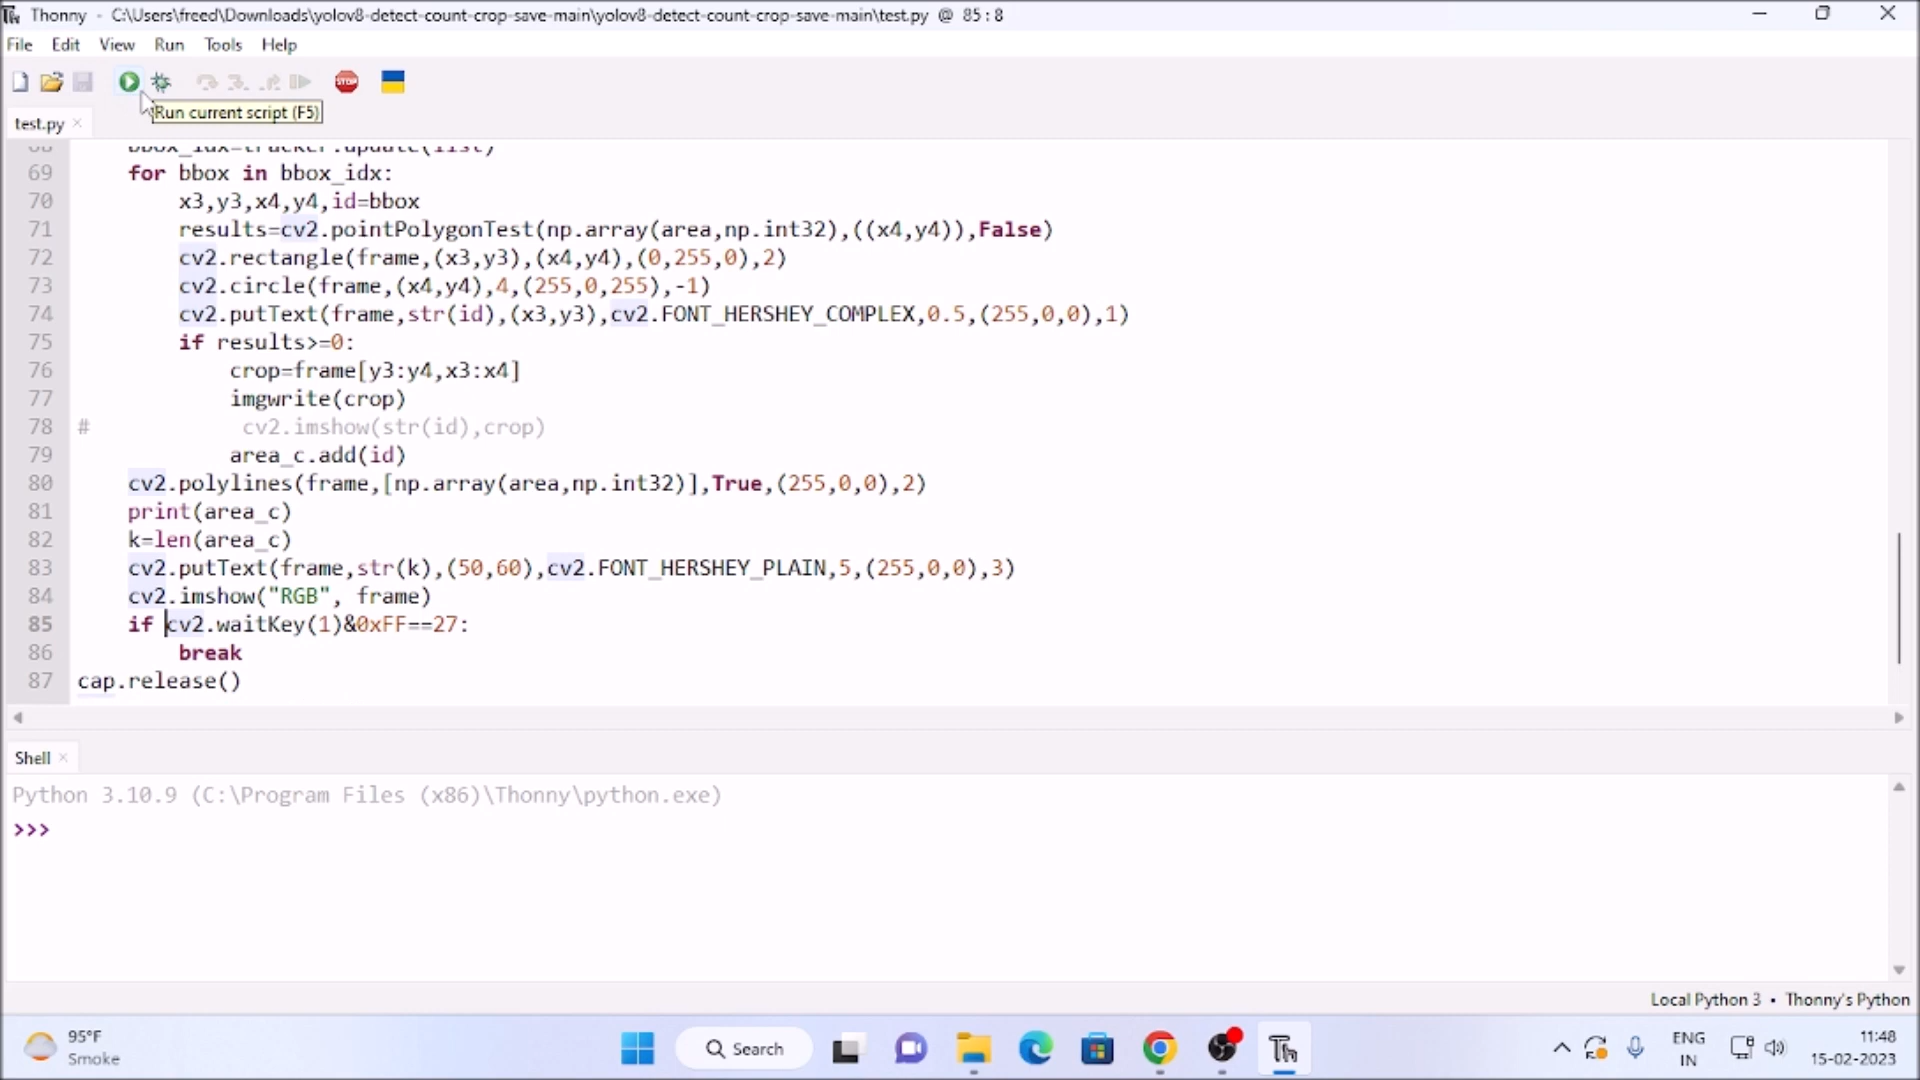 Thonny - C:\Users\freed\Downloads\yolov8-detect-count-crop-save-main\yolov8-detect-count-crop-save-main\test.py @ 85:8
File Edit View Run Tools Help
STOP
Run current script (F5)
test.py
68 bbox_idx=tracker.update(list)
69 for bbox in bbox_idx:
70 x3,y3,x4,y4,id=bbox
71 results=cv2.pointPolygonTest(np.array(area,np.int32),((x4,y4)),False)
72 cv2.rectangle(frame,(x3,y3),(x4,y4),(0,255,0),2)
73 cv2.circle(frame,(x4,y4),4,(255,0,255),-1)
74 cv2.putText(frame,str(id),(x3,y3),cv2.FONT_HERSHEY_COMPLEX,0.5,(255,0,0),1)
75 if results>=0:
76 crop=frame[y3:y4,x3:x4]
77 imgwrite(crop)
78 # cv2.imshow(str(id),crop)
79 area_c.add(id)
80 cv2.polylines(frame,[np.array(area,np.int32)],True,(255,0,0),2)
81 print(area_c)
82 k=len(area_c)
83 cv2.putText(frame,str(k),(50,60),cv2.FONT_HERSHEY_PLAIN,5,(255,0,0),3)
84 cv2.imshow("RGB", frame)
85 if cv2.waitKey(1)&0xFF==27:
86 break
87 cap.release()
Shell
Python 3.10.9 (C:\Program Files (x86)\Thonny\python.exe)
>>>
Local Python 3 • Thonny's Python
95°F
Smoke
Search
Th
ENG
IN
11:48
15-02-2023